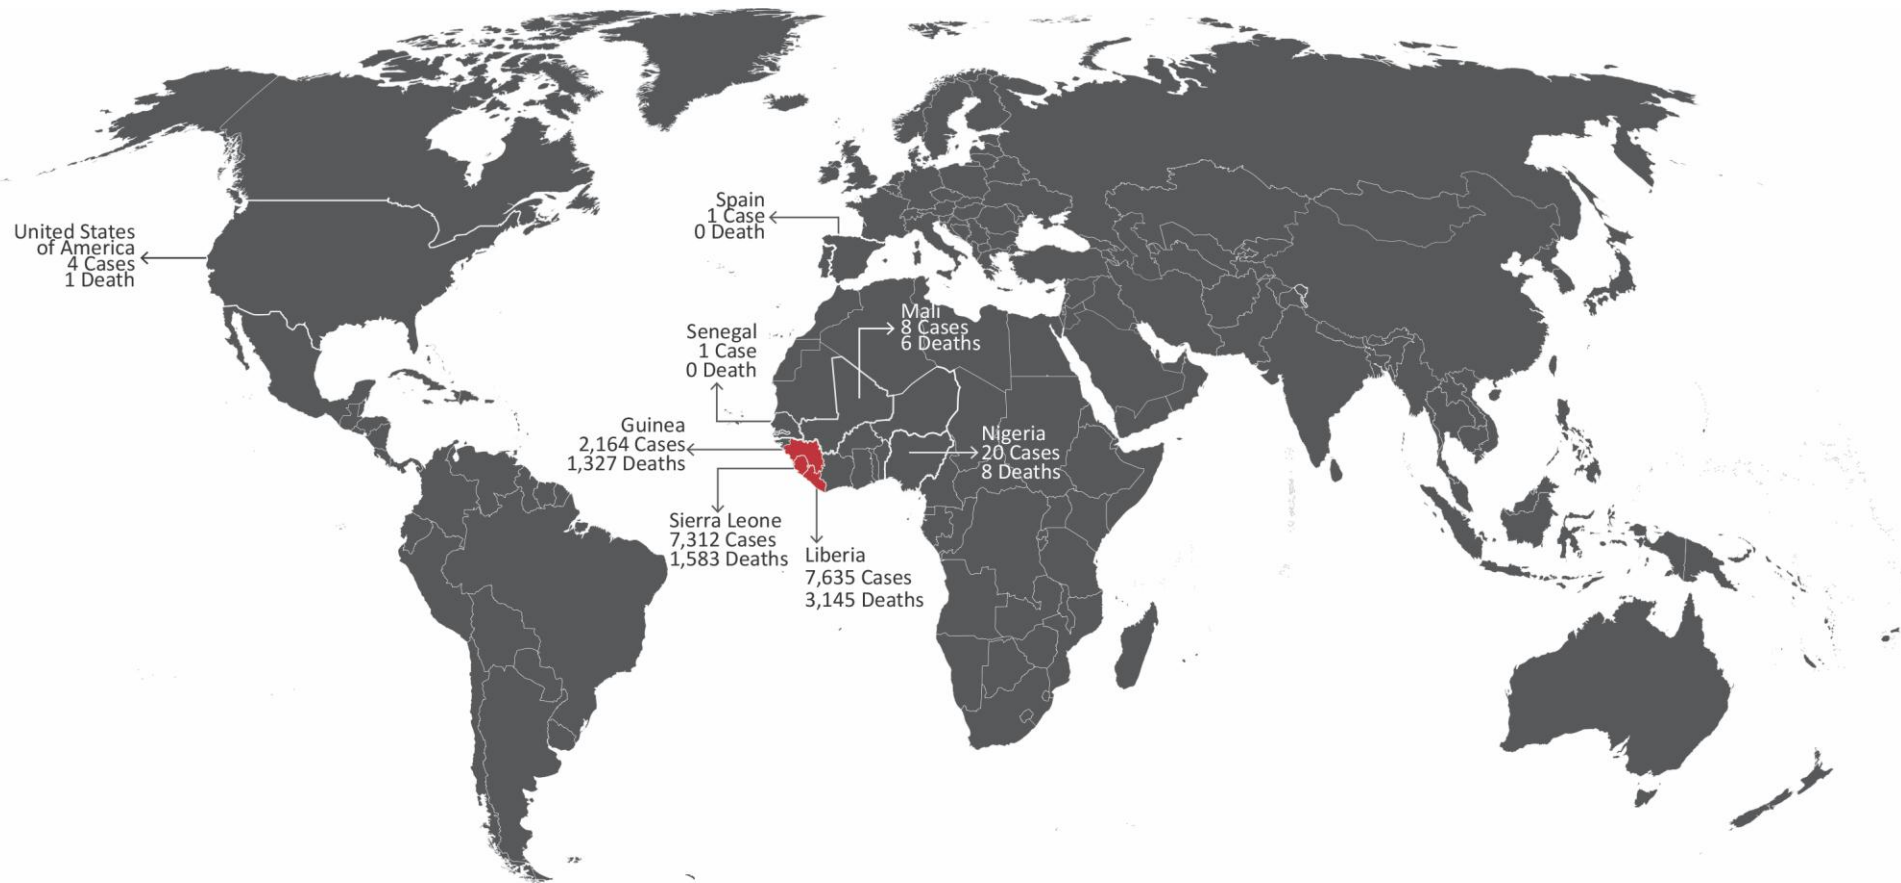 United States
of America
4 Cases
1 Death
Spain
1 Case
0 Death
Mali
8 Cases
6 Deaths
Senegal
1 Case
0 Death
Guinea
2,164 Cases
1,327 Deaths
Nigeria
20 Cases
8 Deaths
Sierra Leone
7,312 Cases
1,583 Deaths
Liberia
7,635 Cases
3,145 Deaths